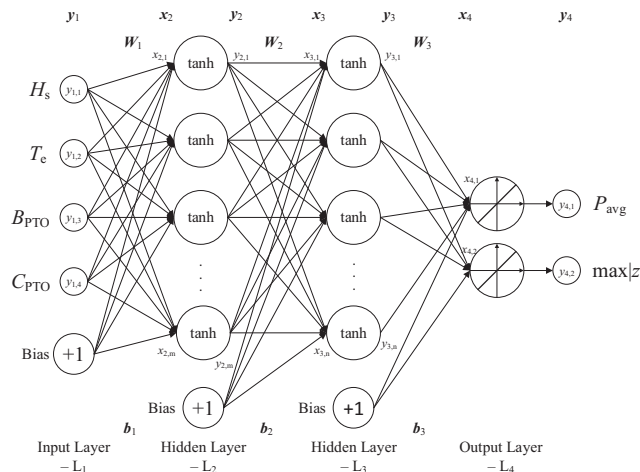 y₁ x₂ y₂ x₃ y₃ x₄ y₄
W₁ W₂ W₃
x₂,₁ tanh y₂,₁ x₃,₁ tanh y₃,₁
Hₛ y₁,₁
Tₑ y₁,₂ tanh tanh
x₄,₁
B_PTO y₁,₃ tanh tanh y₄,₁ P_avg
x₄,₂
C_PTO y₁,₄ y₄,₂ max|z
Bias +1 x₂,m tanh y₂,m x₃,n tanh y₃,n
Bias +1 Bias +1
b₁ b₂ b₃
Input Layer Hidden Layer Hidden Layer Output Layer
– L₁ – L₂ – L₃ – L₄